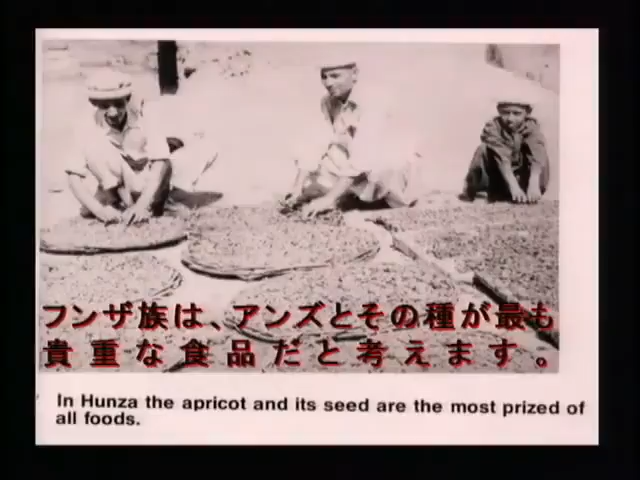 フンザ族は、アンズとその種が最も
貴重な食品だと考えます。
In Hunza the apricot and its seed are the most prized of
all foods.